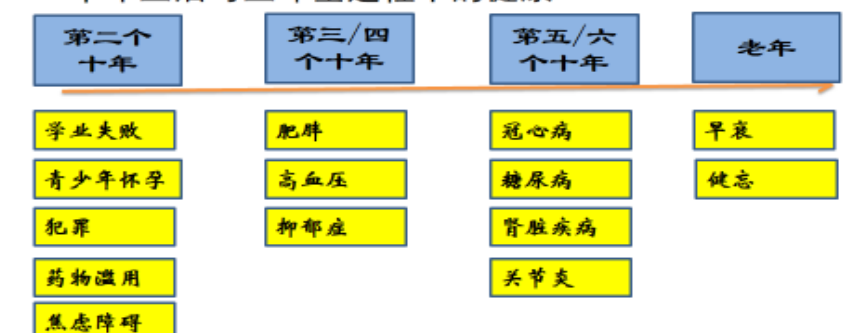 第二个
十年
第三/四
个十年
第五/六
个十年
老年
学业失败
肥胖
冠心病
早衰
青少年怀孕
高血压
糖尿病
健忘
犯罪
抑郁症
肾脏疾病
药物滥用
关节炎
焦虑障碍